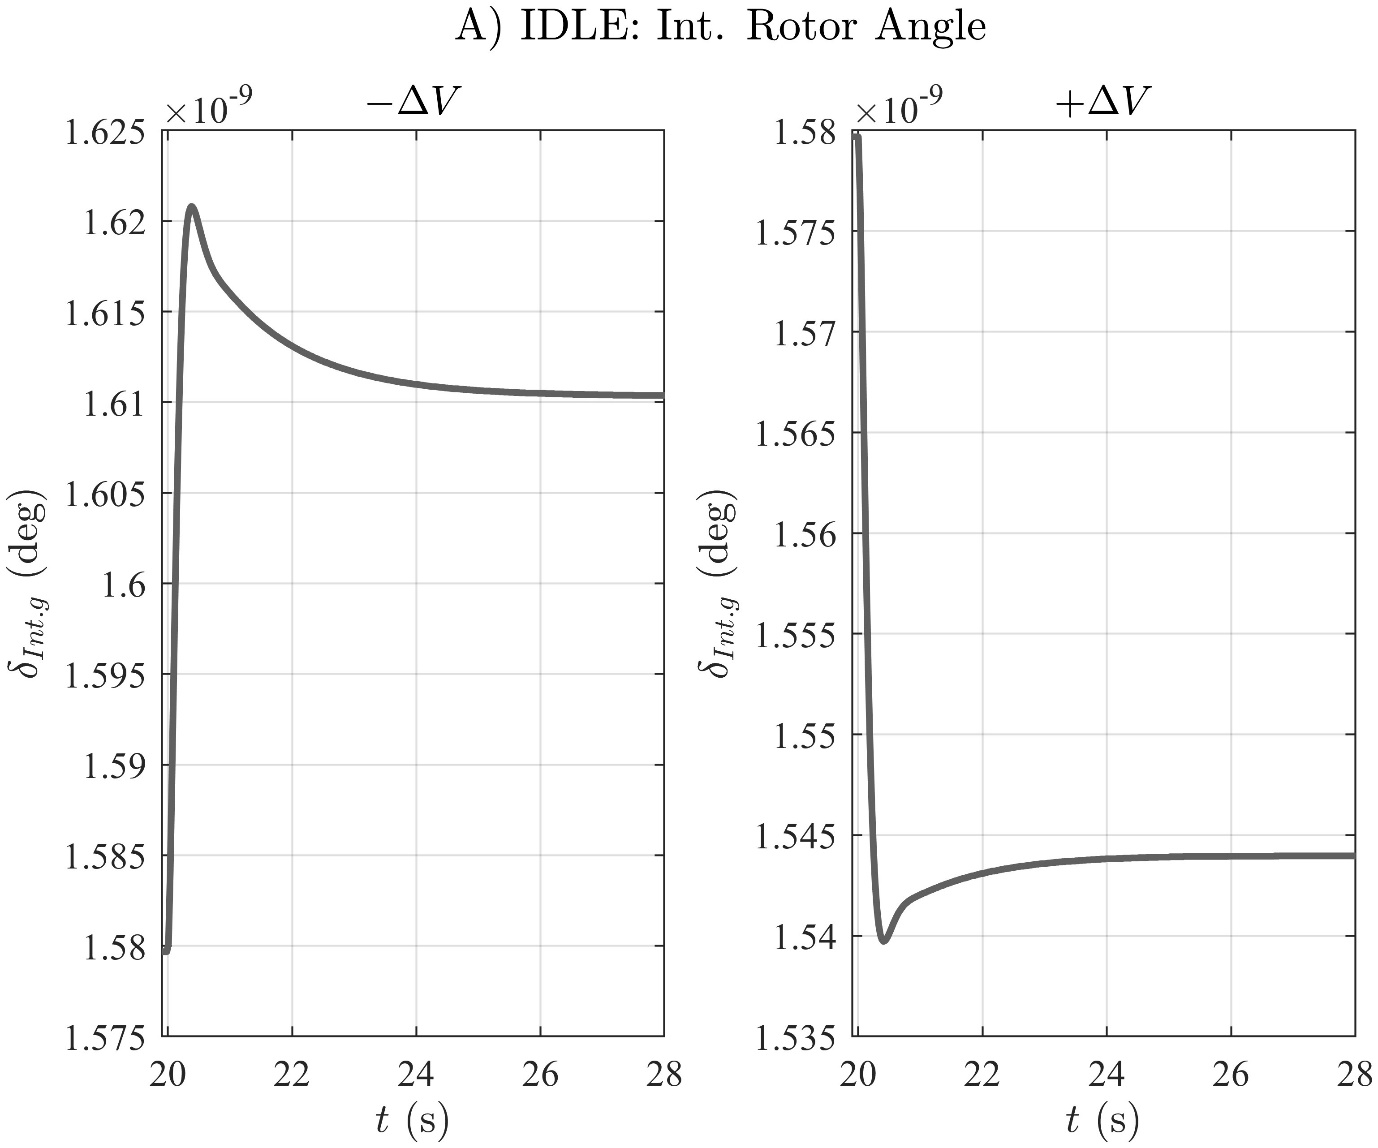 A) IDLE: Int. Rotor Angle
×10⁻⁹ −ΔV
1.625
1.62
1.615
1.61
1.605
1.6
1.595
1.59
1.585
1.58
1.575
δ_Int.g (deg)
20 22 24 26 28
t (s)
×10⁻⁹ +ΔV
1.58
1.575
1.57
1.565
1.56
1.555
1.55
1.545
1.54
1.535
δ_Int.g (deg)
20 22 24 26 28
t (s)